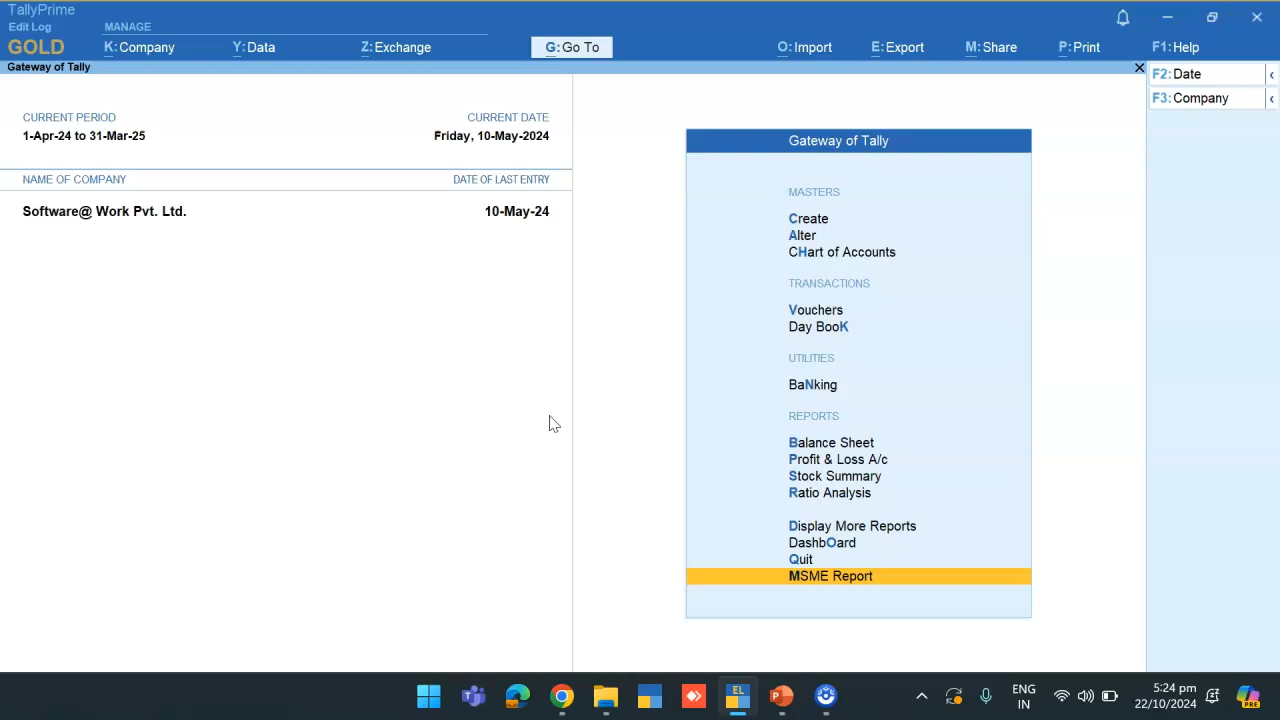 TallyPrime
Edit Log
GOLD
MANAGE
K:Company
Y:Data
Z:Exchange
G:Go To
O:Import
E:Export
M:Share
P:Print
F1:Help
Gateway of Tally
F2:Date
F3:Company
CURRENT PERIOD
CURRENT DATE
1-Apr-24 to 31-Mar-25
Friday, 10-May-2024
NAME OF COMPANY
DATE OF LAST ENTRY
Software@ Work Pvt. Ltd.
10-May-24
Gateway of Tally
MASTERS
Create
Alter
CHart of Accounts
TRANSACTIONS
Vouchers
Day BooK
UTILITIES
BaNking
REPORTS
Balance Sheet
Profit & Loss A/c
Stock Summary
Ratio Analysis
Display More Reports
DashbOard
Quit
MSME Report
EL
ENG
IN
5:24 pm
22/10/2024
PRE